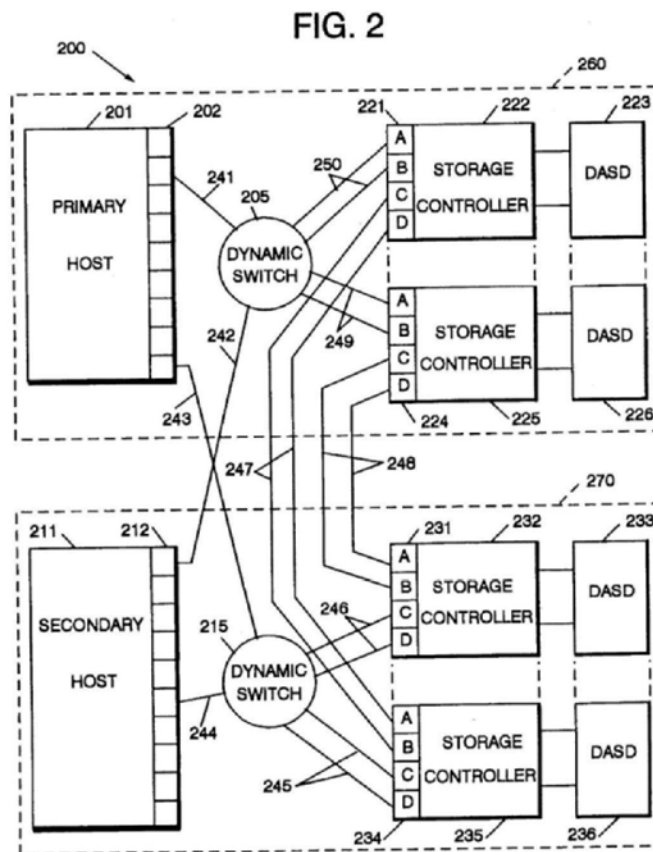 FIG. 2
200
260
201 202
221 222 223
241
250
205
A
B
C
D
STORAGE
CONTROLLER
DASD
PRIMARY
HOST
DYNAMIC
SWITCH
242
249
A
B
C
D
STORAGE
CONTROLLER
DASD
243
224 225 226
247
248
270
211 212
231 232 233
A
B
C
D
STORAGE
CONTROLLER
DASD
SECONDARY
HOST
215
246
DYNAMIC
SWITCH
244
A
B
C
D
STORAGE
CONTROLLER
DASD
245
234 235 236